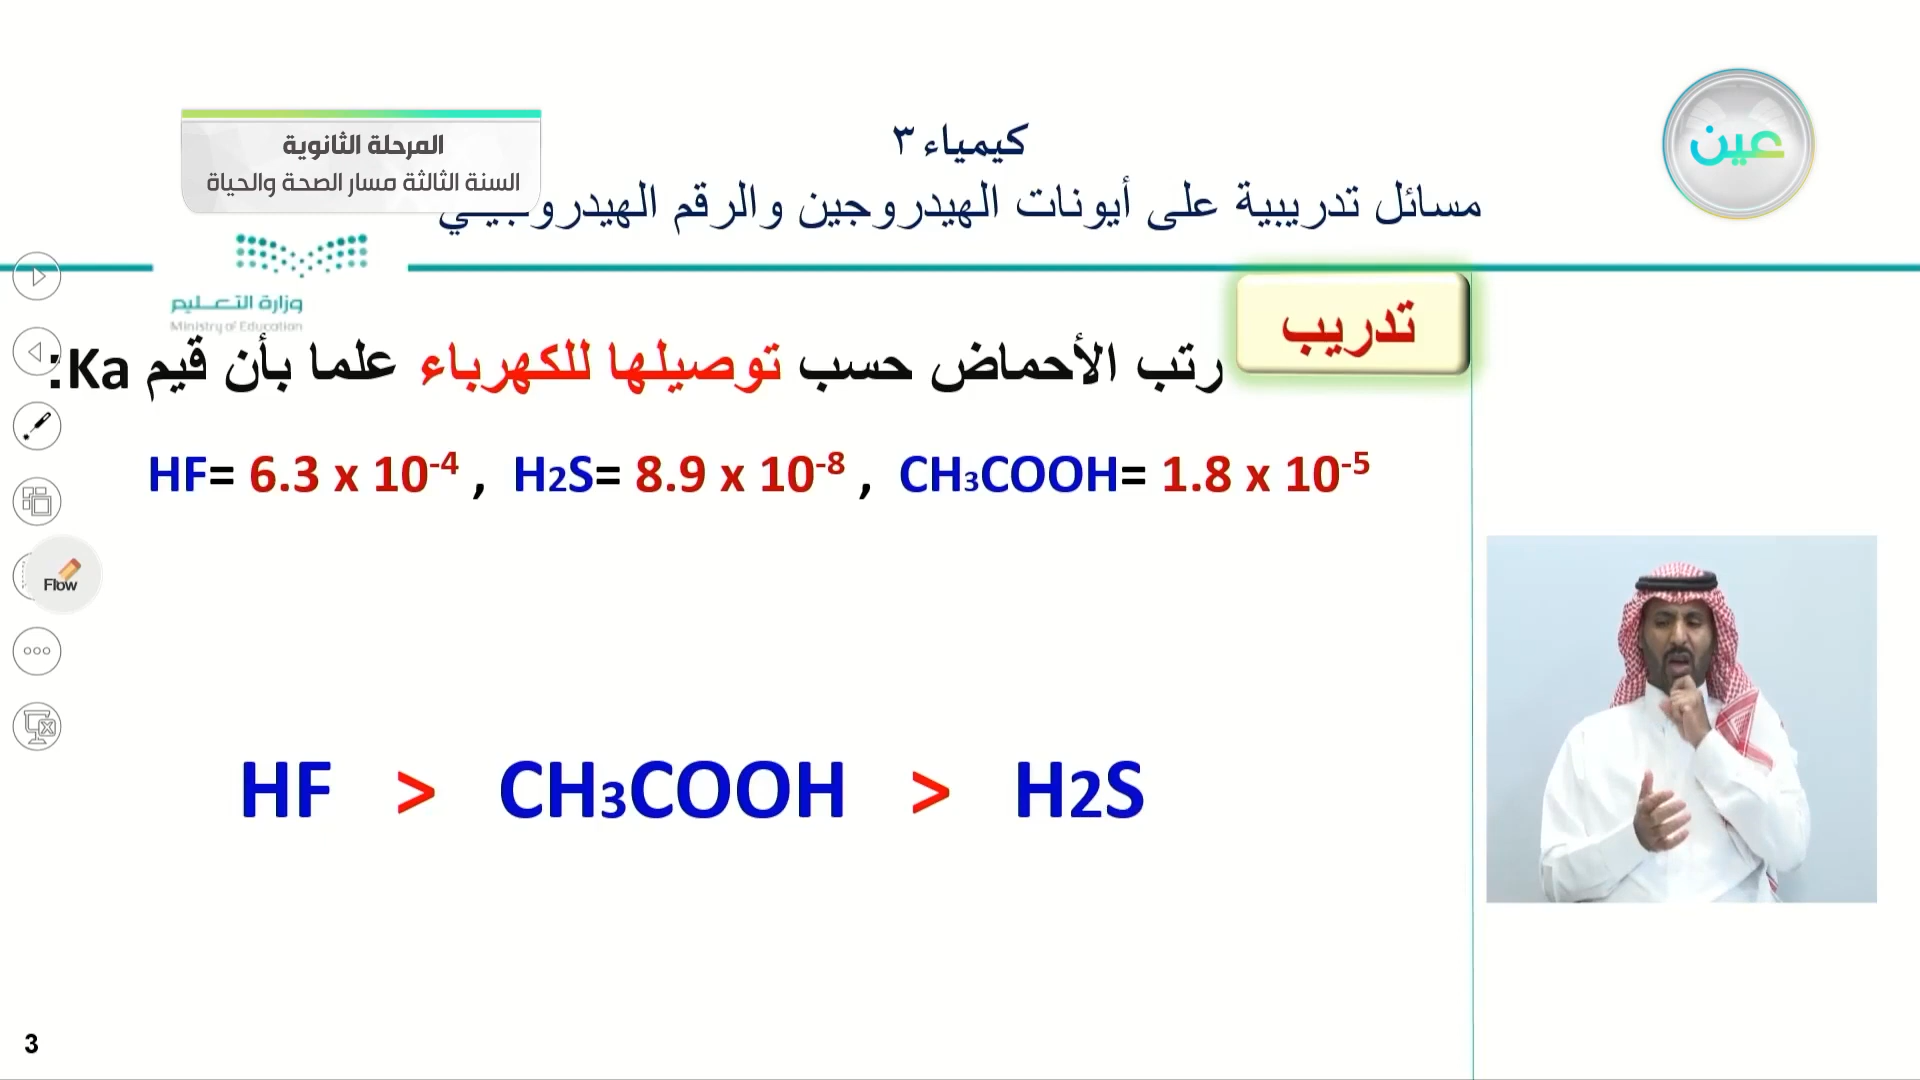 كيمياء ٣
عين
المرحلة الثانوية
السنة الثالثة مسار الصحة والحياة
مسائل تدريبية على أيونات الهيدروجين والرقم الهيدروجيني
وزارة التعليم
Ministry of Education
تدريب
رتب الأحماض حسب توصيلها للكهرباء علما بأن قيم Ka:
HF= 6.3 x 10⁻⁴ , H₂S= 8.9 x 10⁻⁸ , CH₃COOH= 1.8 x 10⁻⁵
Flow
HF > CH₃COOH > H₂S
3